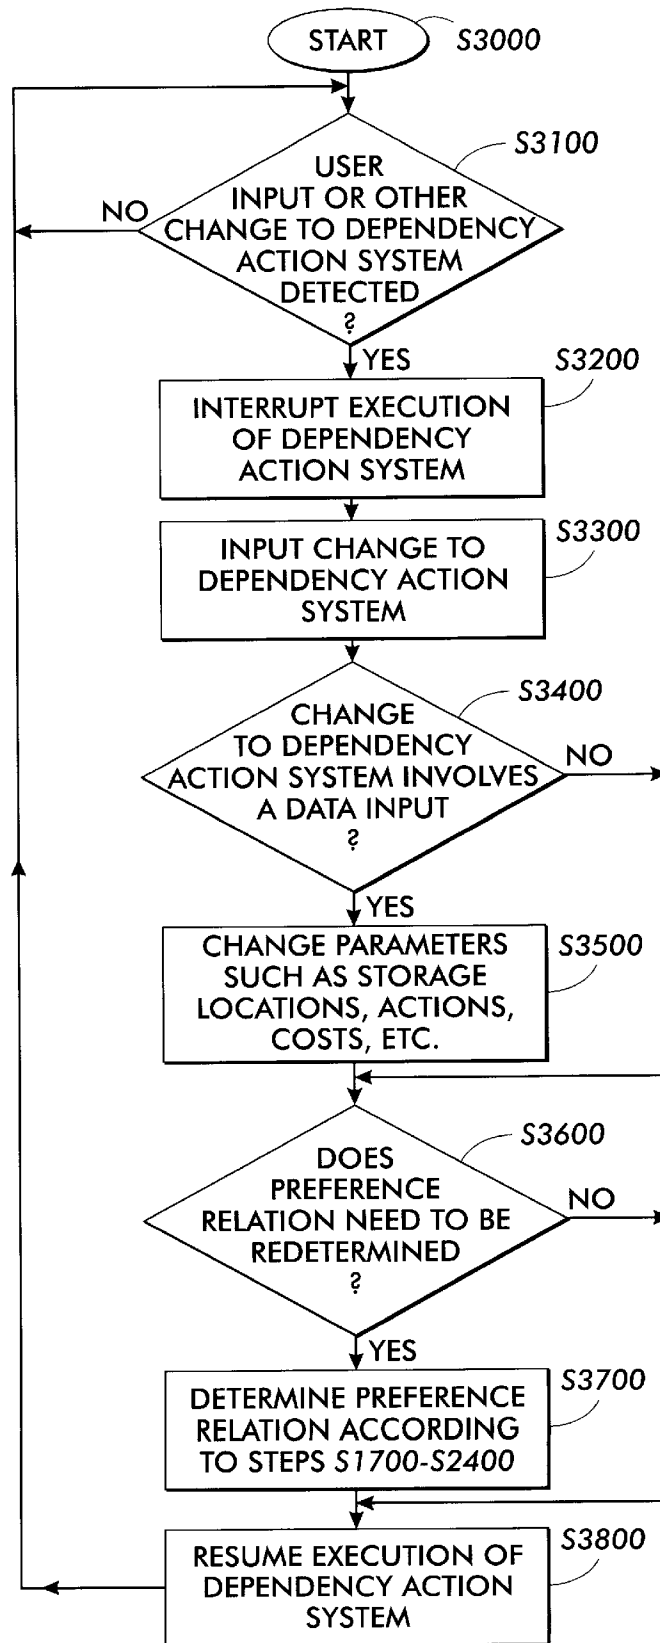 START
S3000
S3100
USER
INPUT OR OTHER
CHANGE TO DEPENDENCY
ACTION SYSTEM
DETECTED
?
NO
YES
S3200
INTERRUPT EXECUTION
OF DEPENDENCY
ACTION SYSTEM
S3300
INPUT CHANGE TO
DEPENDENCY ACTION
SYSTEM
S3400
CHANGE
TO DEPENDENCY
ACTION SYSTEM INVOLVES
A DATA INPUT
?
NO
YES
S3500
CHANGE PARAMETERS
SUCH AS STORAGE
LOCATIONS, ACTIONS,
COSTS, ETC.
S3600
DOES
PREFERENCE
RELATION NEED TO BE
REDETERMINED
?
NO
YES
S3700
DETERMINE PREFERENCE
RELATION ACCORDING
TO STEPS S1700-S2400
S3800
RESUME EXECUTION OF
DEPENDENCY ACTION
SYSTEM